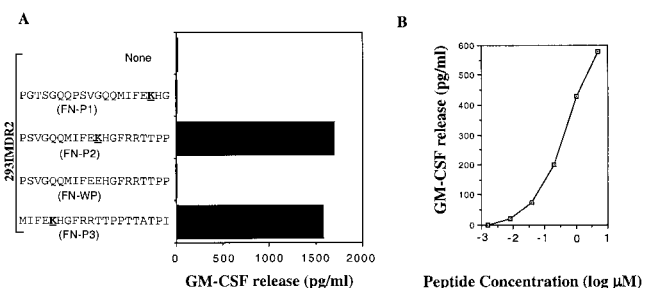 A
293IMDR2
None
PGTSGQQPSVGQQMIFEKHG
(FN-P1)
PSVGQQMIFEKHGFRRTTPP
(FN-P2)
PSVGQQMIFEEHGFRRTTPP
(FN-WP)
MIFEKHGFRRTTPPTTATPI
(FN-P3)
0 500 1000 1500 2000
GM-CSF release (pg/ml)
B
GM-CSF release (pg/ml)
600
500
400
300
200
100
0
-3 -2 -1 0 1
Peptide Concentration (log µM)